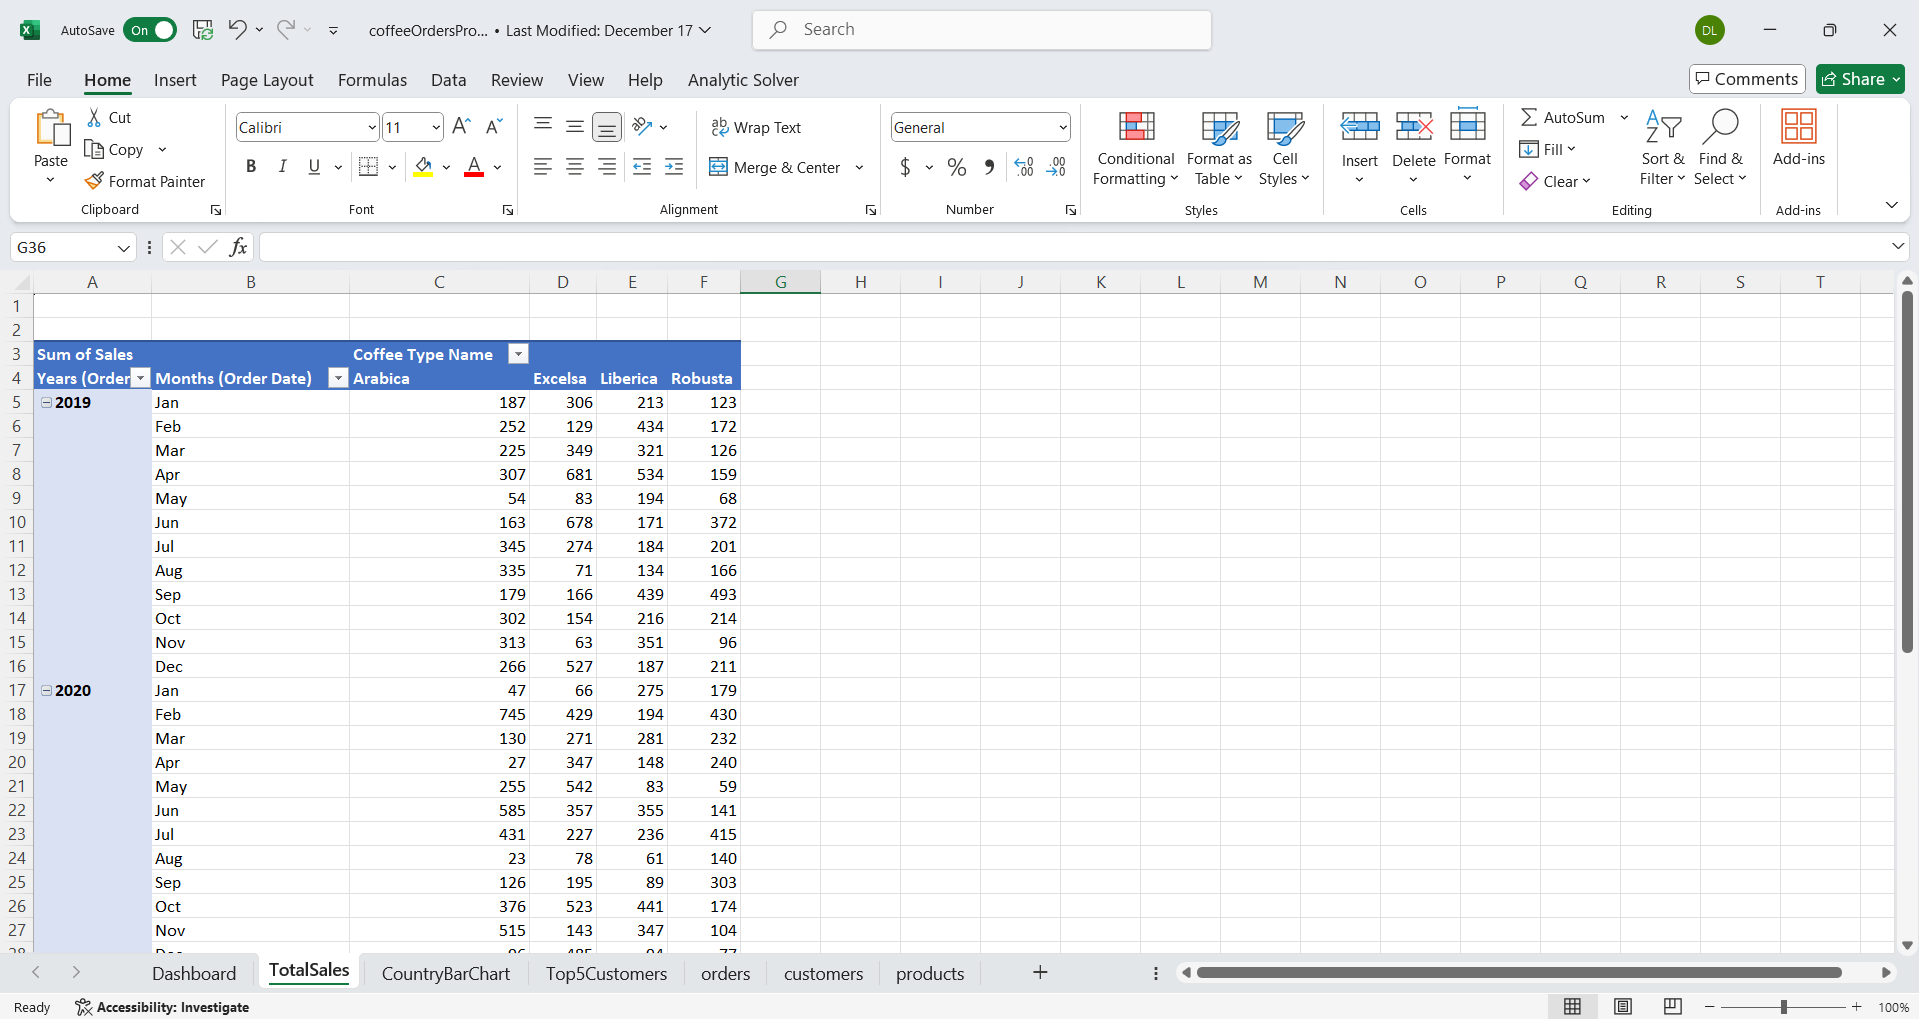 AutoSave On coffeeOrdersPro... • Last Modified: December 17 Search DL
File Home Insert Page Layout Formulas Data Review View Help Analytic Solver Comments Share
Paste Cut Copy Format Painter Clipboard
Calibri 11 B I U A Font
ab Wrap Text Merge & Center Alignment
General $ % Number
Conditional Formatting Format as Table Cell Styles Styles
Insert Delete Format Cells
AutoSum Fill Clear Sort & Filter Find & Select Editing
Add-ins Add-ins
G36 fx
A B C D E F G H I J K L M N O P Q R S T
1
2
3 Sum of Sales Coffee Type Name
4 Years (Order Months (Order Date) Arabica Excelsa Liberica Robusta
5 2019 Jan 187 306 213 123
6 Feb 252 129 434 172
7 Mar 225 349 321 126
8 Apr 307 681 534 159
9 May 54 83 194 68
10 Jun 163 678 171 372
11 Jul 345 274 184 201
12 Aug 335 71 134 166
13 Sep 179 166 439 493
14 Oct 302 154 216 214
15 Nov 313 63 351 96
16 Dec 266 527 187 211
17 2020 Jan 47 66 275 179
18 Feb 745 429 194 430
19 Mar 130 271 281 232
20 Apr 27 347 148 240
21 May 255 542 83 59
22 Jun 585 357 355 141
23 Jul 431 227 236 415
24 Aug 23 78 61 140
25 Sep 126 195 89 303
26 Oct 376 523 441 174
27 Nov 515 143 347 104
Dashboard TotalSales CountryBarChart Top5Customers orders customers products
Ready Accessibility: Investigate 100%